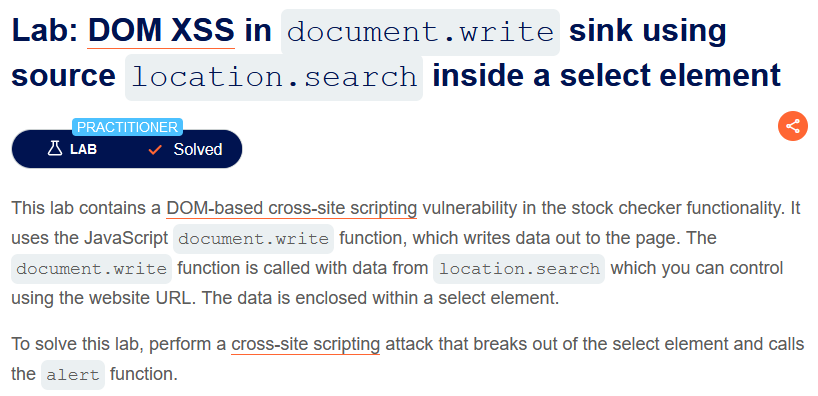 Lab: DOM XSS in document.write sink using
source location.search inside a select element
PRACTITIONER
LAB Solved
This lab contains a DOM-based cross-site scripting vulnerability in the stock checker functionality. It
uses the JavaScript document.write function, which writes data out to the page. The
document.write function is called with data from location.search which you can control
using the website URL. The data is enclosed within a select element.
To solve this lab, perform a cross-site scripting attack that breaks out of the select element and calls
the alert function.